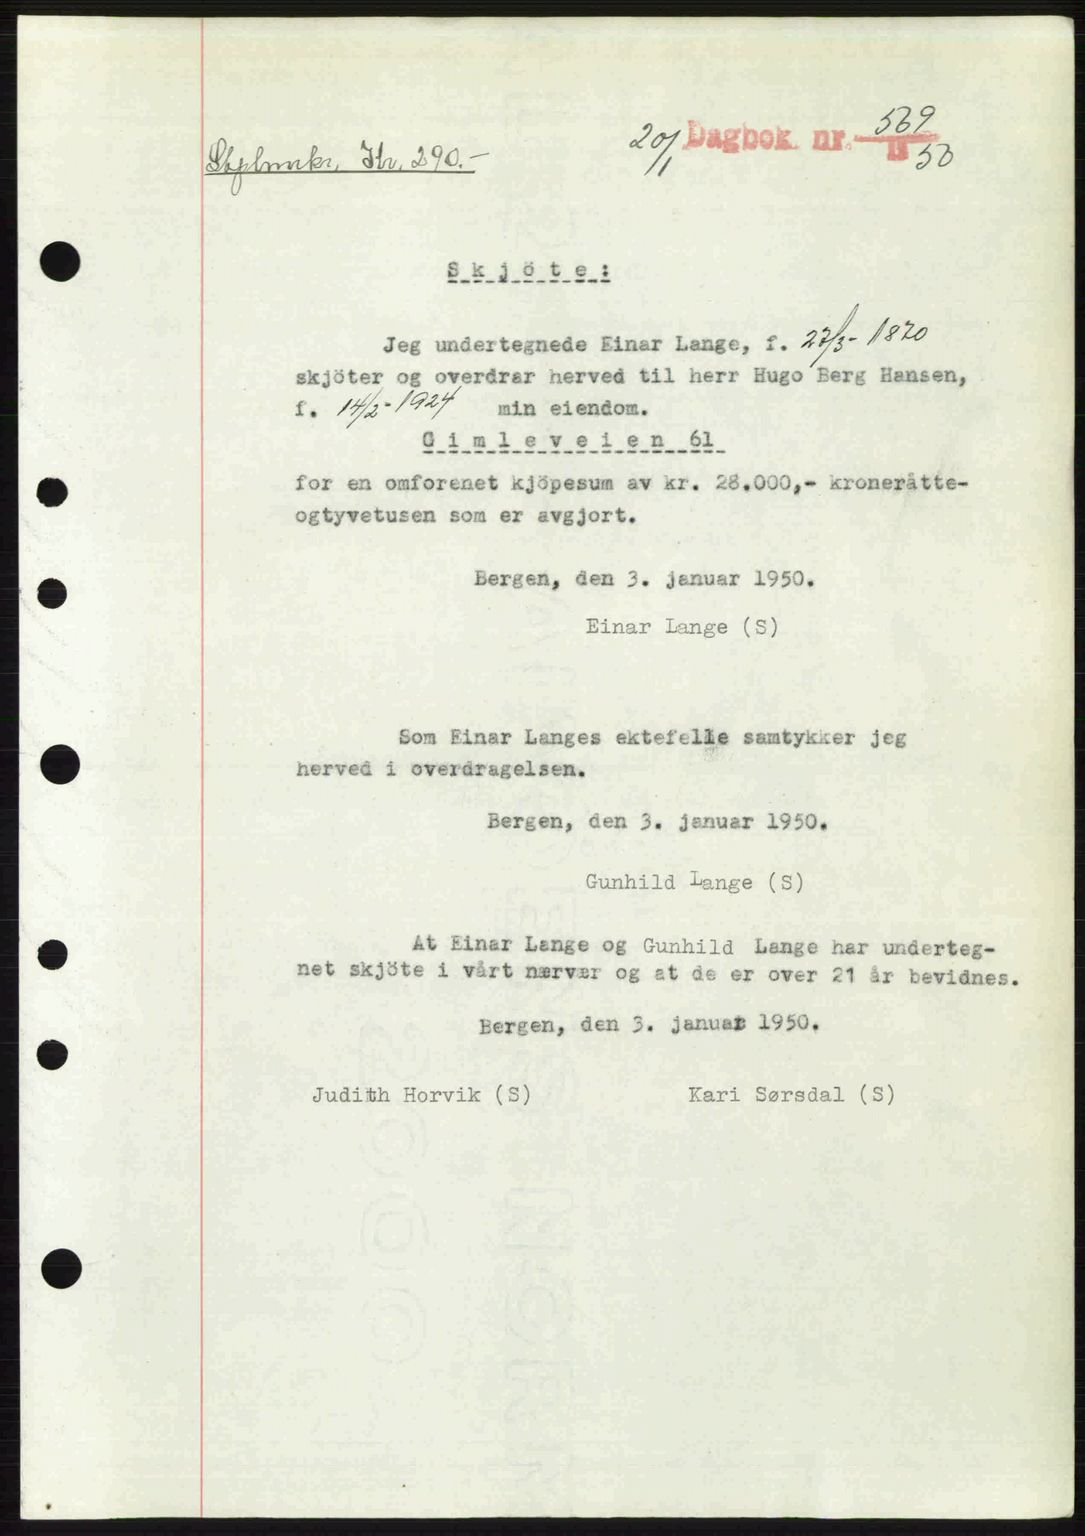 20/1 Dagbok nr. 569
B 50
Stplmrkr. Kr. 290.-
Skjöte:
Jeg undertegnede Einar Lange, f. 27/3-1870
skjöter og overdrar herved til herr Hugo Berg Hansen,
f. 14/2-1924 min eiendom.
Gimleveien 61
for en omforenet kjöpesum av kr. 28.000,- kroneråtte-
ogtyvetusen som er avgjort.
Bergen, den 3. januar 1950.
Einar Lange (S)
Som Einar Langes ektefelle samtykker jeg
herved i overdragelsen.
Bergen, den 3. januar 1950.
Gunhild Lange (S)
At Einar Lange og Gunhild Lange har underteg-
net skjöte i vårt nærvær og at de er over 21 år bevidnes.
Bergen, den 3. januar 1950.
Judith Horvik (S) Kari Sørsdal (S)